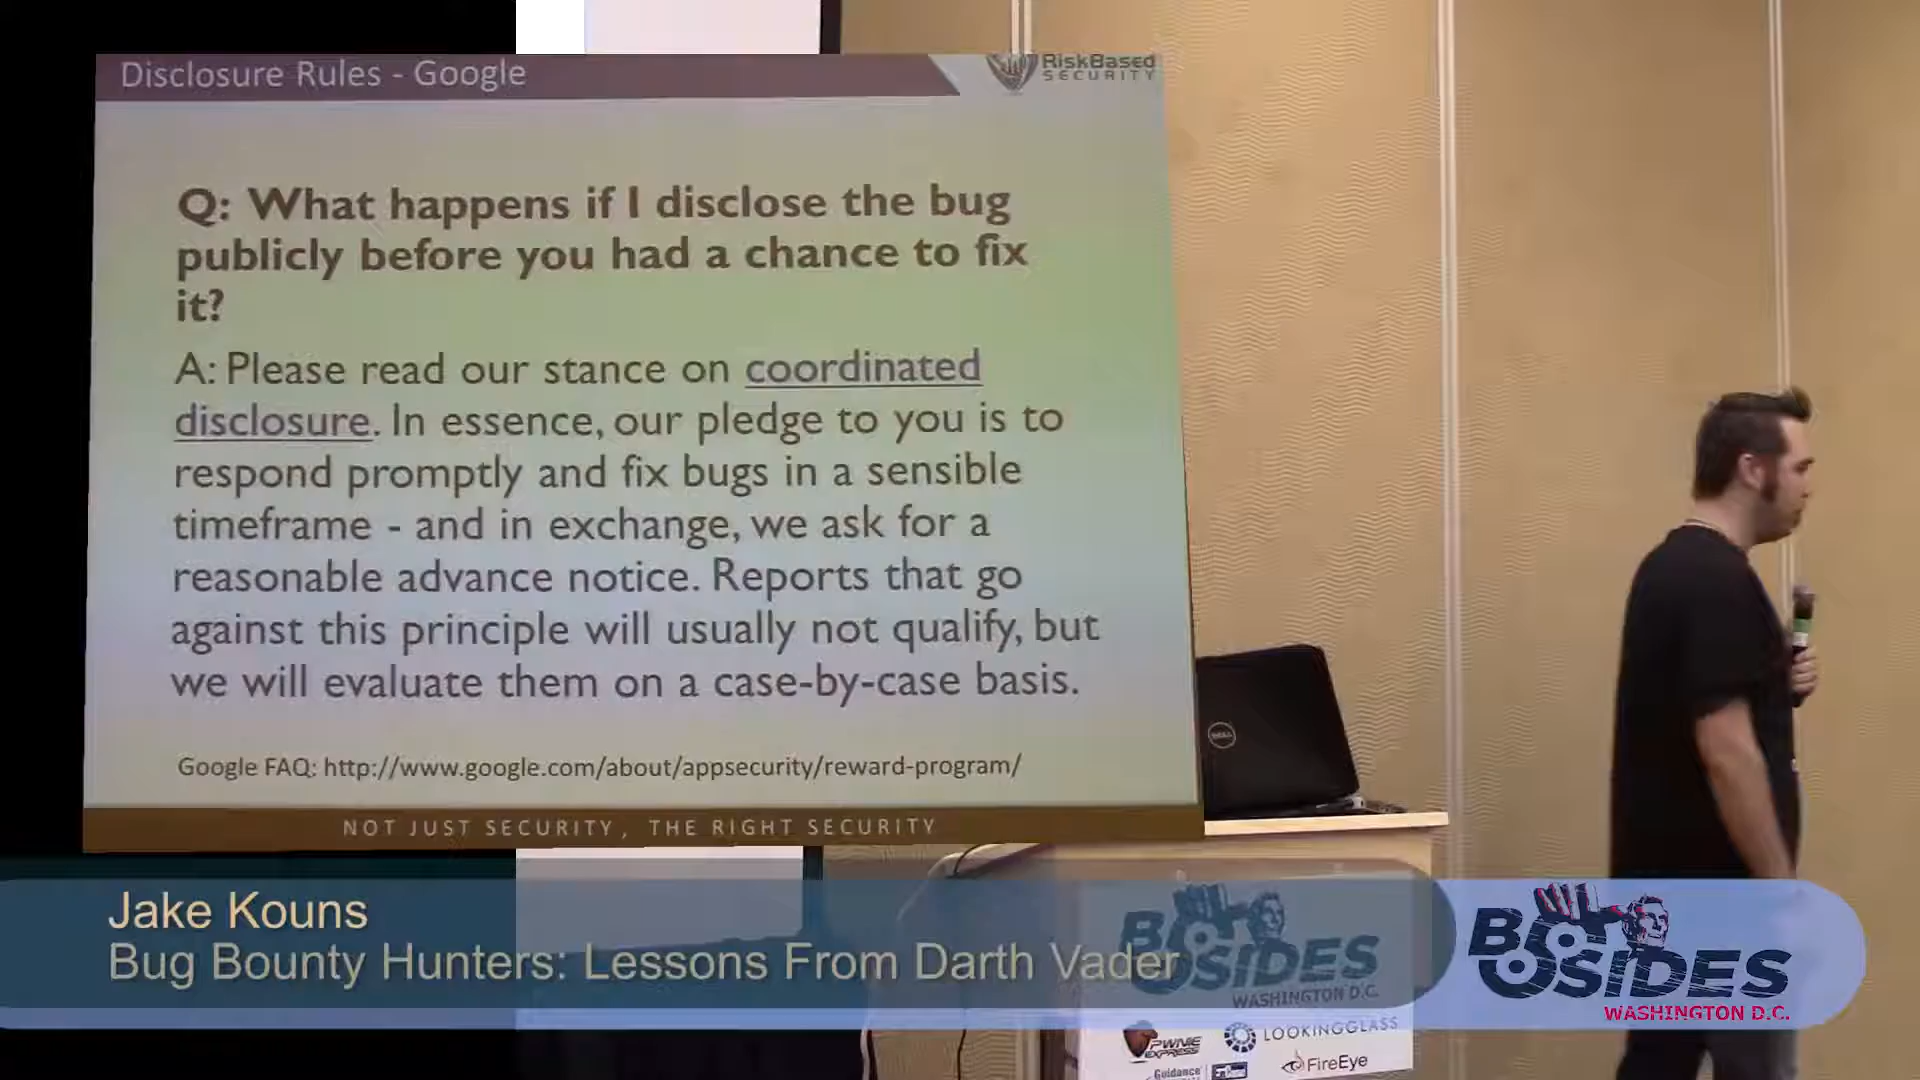 Disclosure Rules - Google
RiskBased
SECURITY
Q: What happens if I disclose the bug
publicly before you had a chance to fix
it?
A: Please read our stance on coordinated
disclosure. In essence, our pledge to you is to
respond promptly and fix bugs in a sensible
timeframe - and in exchange, we ask for a
reasonable advance notice. Reports that go
against this principle will usually not qualify, but
we will evaluate them on a case-by-case basis.
Google FAQ: http://www.google.com/about/appsecurity/reward-program/
NOT JUST SECURITY, THE RIGHT SECURITY
DELL
Jake Kouns
Bug Bounty Hunters: Lessons From Darth Vader
BSIDES
WASHINGTON D.C.
BSIDES
WASHINGTON D.C.
PWNIE
EXPRESS
LOOKINGGLASS
FireEye
Guidance